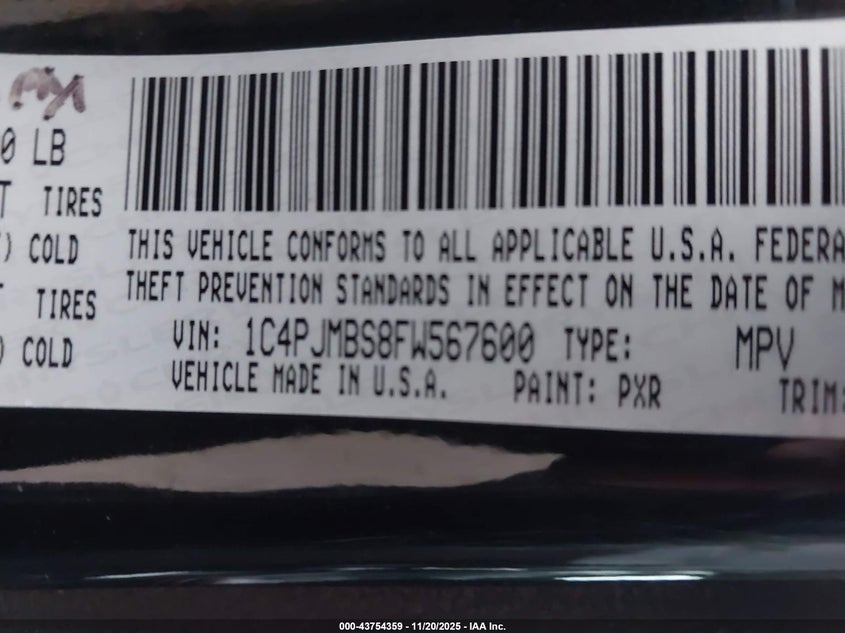 0 LB
T TIRES
) COLD
T TIRES
) COLD
THIS VEHICLE CONFORMS TO ALL APPLICABLE U.S.A. FEDERA
THEFT PREVENTION STANDARDS IN EFFECT ON THE DATE OF M
VIN: 1C4PJMBS8FW567600 TYPE: MPV
VEHICLE MADE IN U.S.A. PAINT: PXR TRIM:
000-43754359 - 11/20/2025 - IAA Inc.